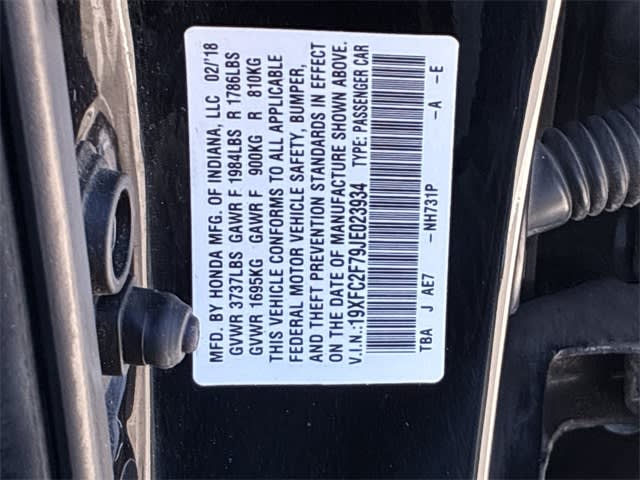 MFD. BY HONDA MFG. OF INDIANA, LLC 02/'18
GVWR 3737LBS GAWR F 1984LBS R 1786LBS
GVWR 1695KG GAWR F 900KG R 810KG
THIS VEHICLE CONFORMS TO ALL APPLICABLE
FEDERAL MOTOR VEHICLE SAFETY, BUMPER,
AND THEFT PREVENTION STANDARDS IN EFFECT
ON THE DATE OF MANUFACTURE SHOWN ABOVE.
V.I.N.:19XFC2F79JE023934 TYPE: PASSENGER CAR
TBA J AE7 -NH731P -A -E